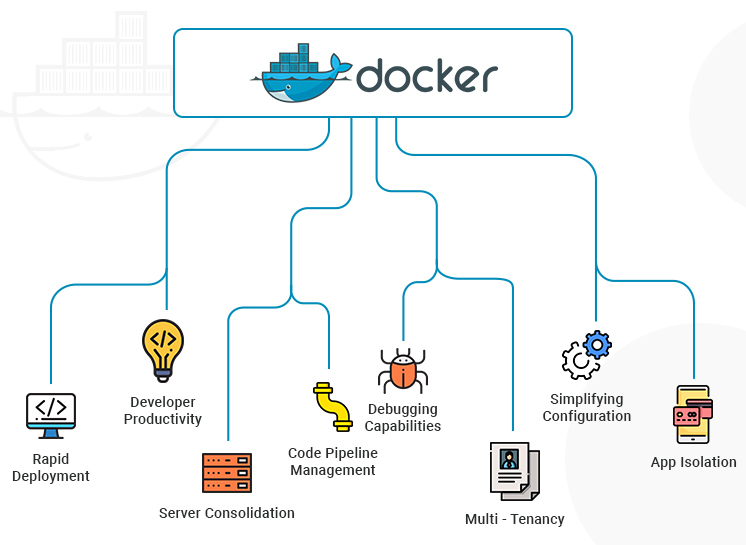 docker
Developer
Productivity
Rapid
Deployment
Server Consolidation
Code Pipeline
Management
Debugging
Capabilities
Multi - Tenancy
Simplifying
Configuration
App Isolation